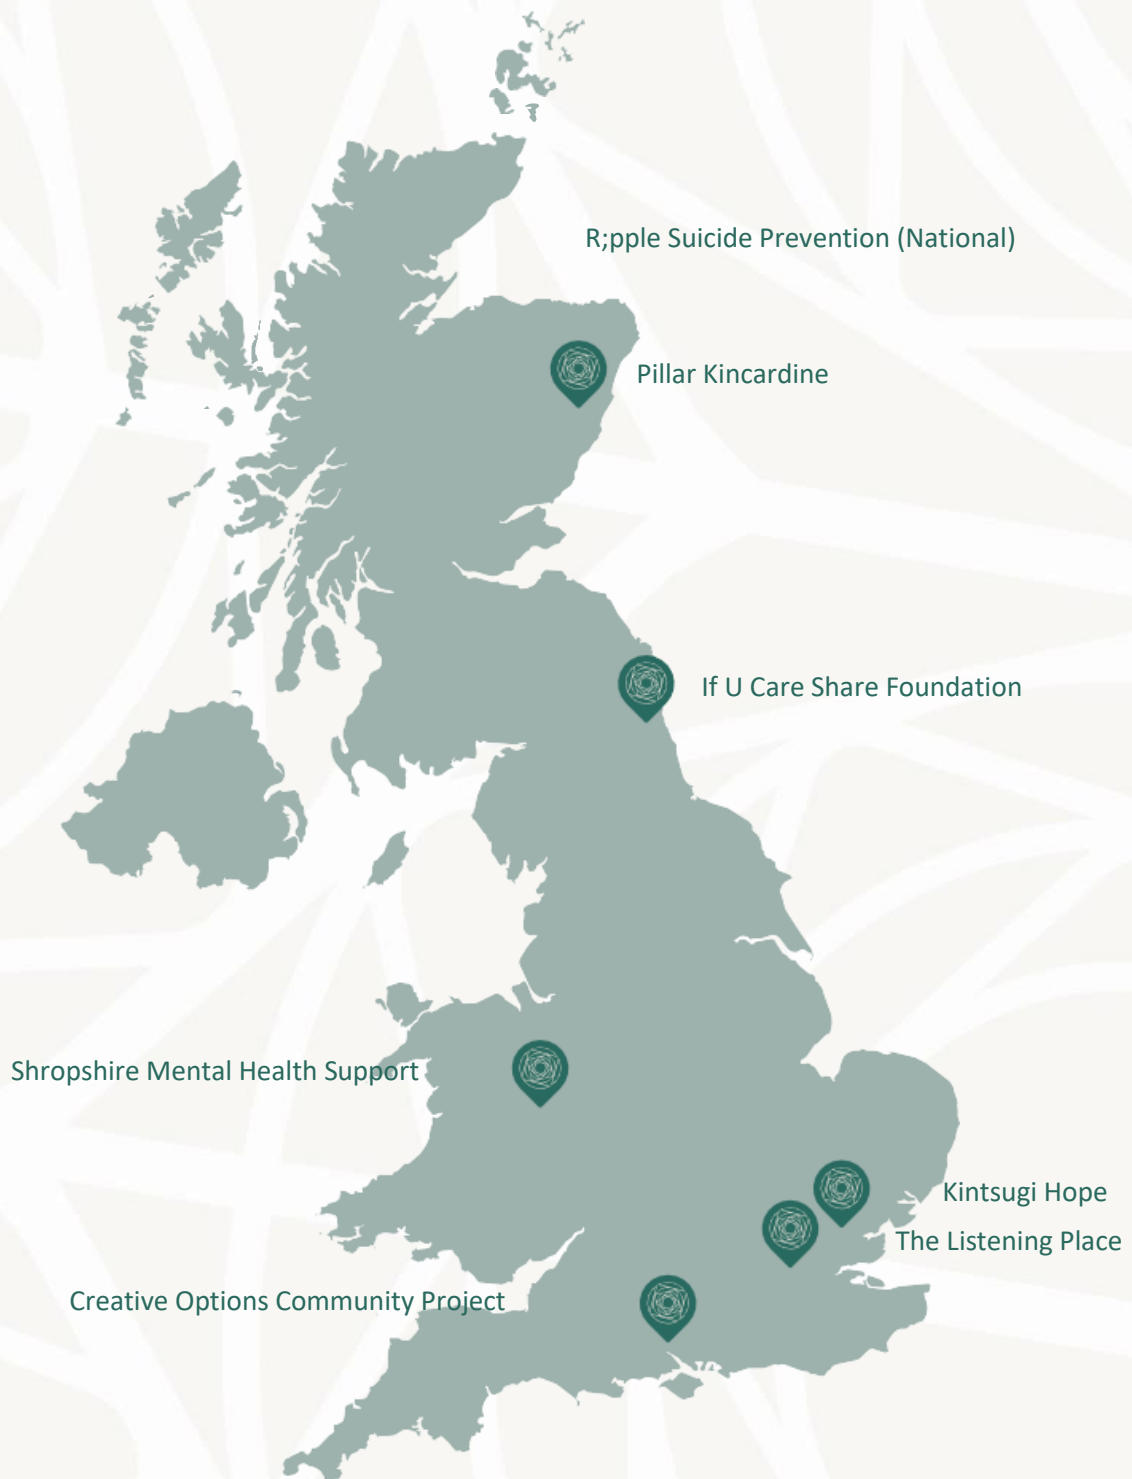 R;pple Suicide Prevention (National)
Pillar Kincardine
If U Care Share Foundation
Shropshire Mental Health Support
Kintsugi Hope
The Listening Place
Creative Options Community Project